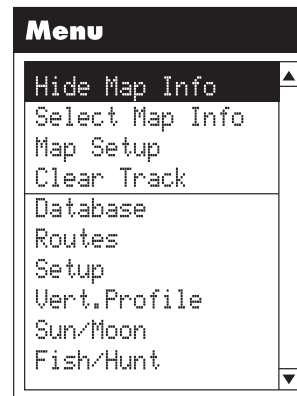 Menu
Hide Map Info
Select Map Info
Map Setup
Clear Track
Database
Routes
Setup
Vert.Profile
Sun/Moon
Fish/Hunt